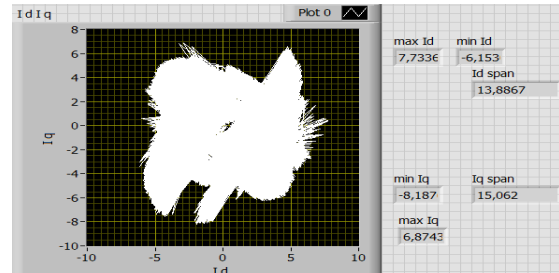 IdIq
Plot 0
8
6
4
2
0
-2
-4
-6
-8
-10
-10
-5
0
5
10
Iq
Id
max Id
min Id
7,7336
-6,153
Id span
13,8867
min Iq
Iq span
-8,187
15,062
max Iq
6,8743